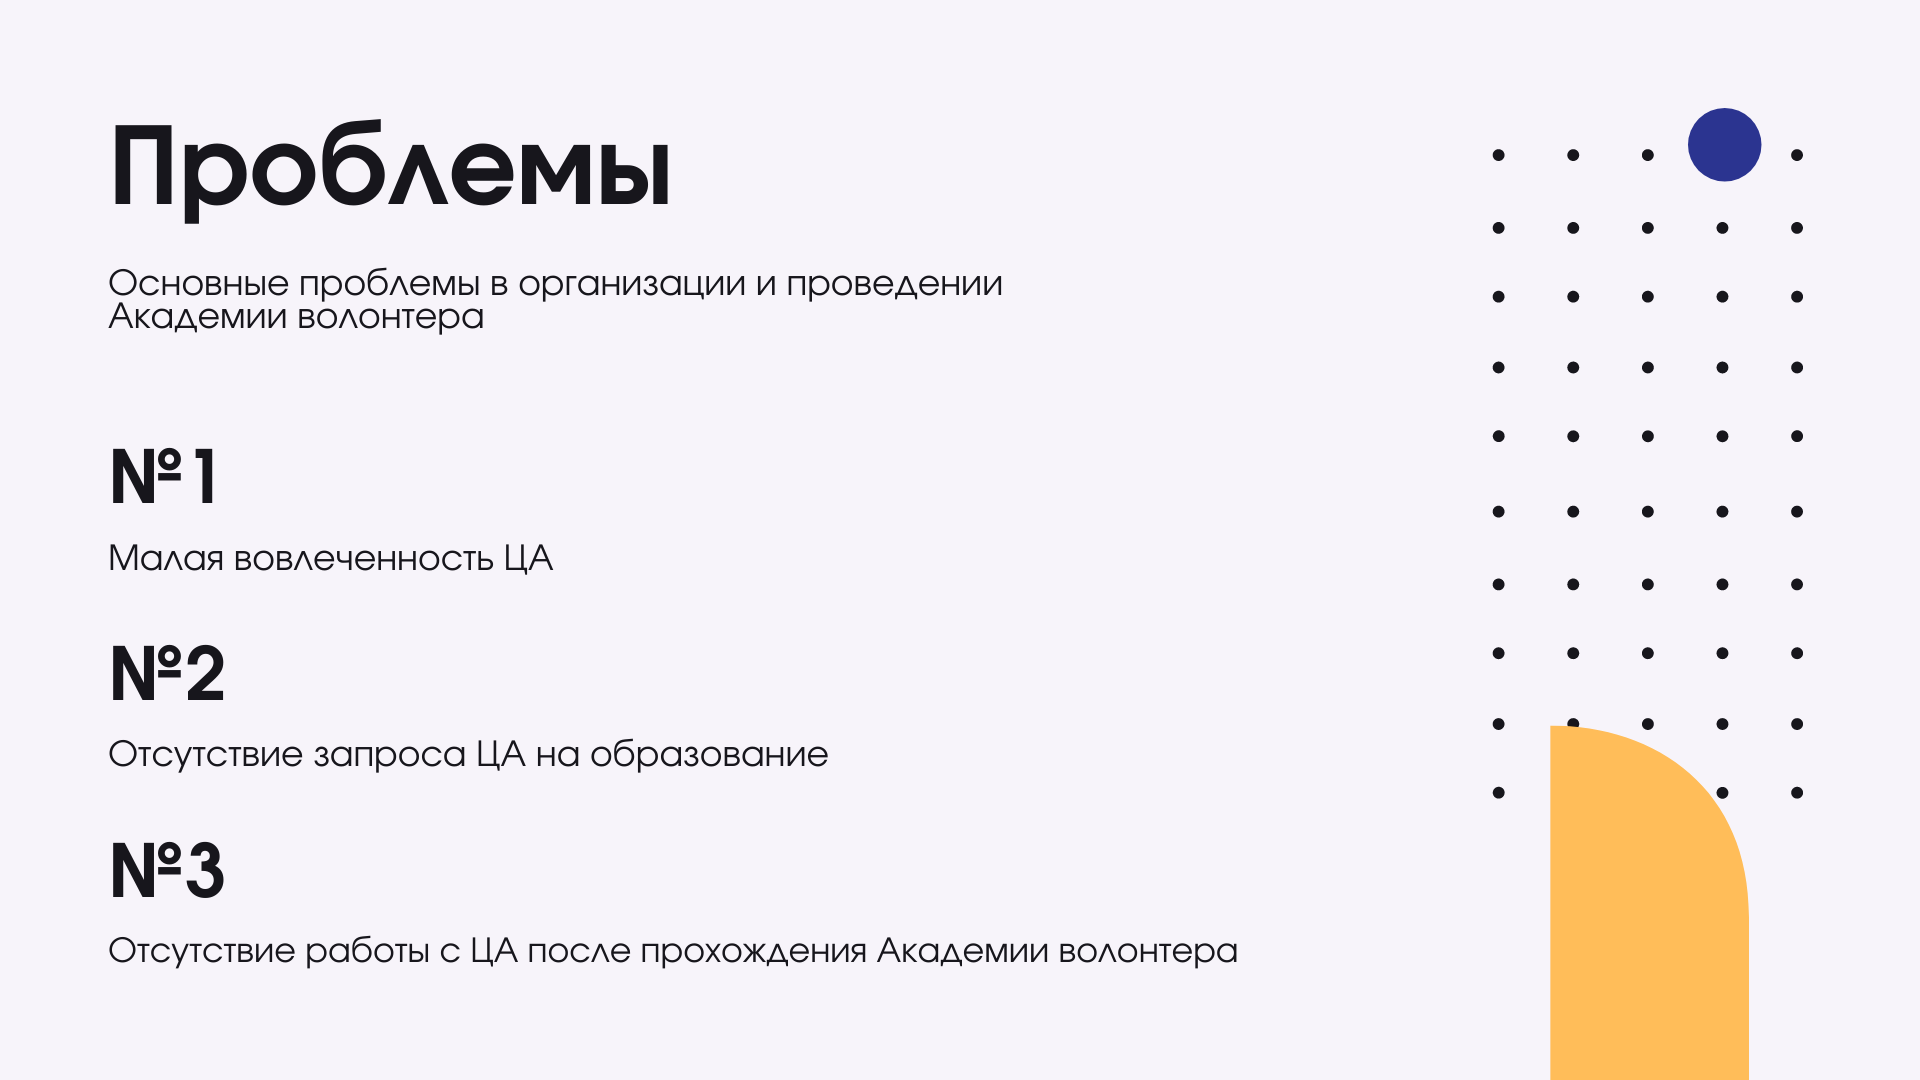 Проблемы
Основные проблемы в организации и проведении
Академии волонтера
№1
Малая вовлеченность ЦА
№2
Отсутствие запроса ЦА на образование
№3
Отсутствие работы с ЦА после прохождения Академии волонтера